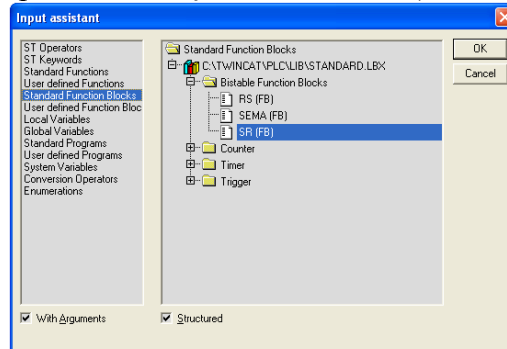 Input assistant
ST Operators
ST Keywords
Standard Functions
User defined Functions
Standard Function Blocks
User defined Function Bloc
Local Variables
Global Variables
Standard Programs
User defined Programs
System Variables
Conversion Operators
Enumerations
Standard Function Blocks
C:\TWINCAT\PLC\LIB\STANDARD.LBX
Bistable Function Blocks
RS (FB)
SEMA (FB)
SR (FB)
Counter
Timer
Trigger
OK
Cancel
With Arguments
Structured